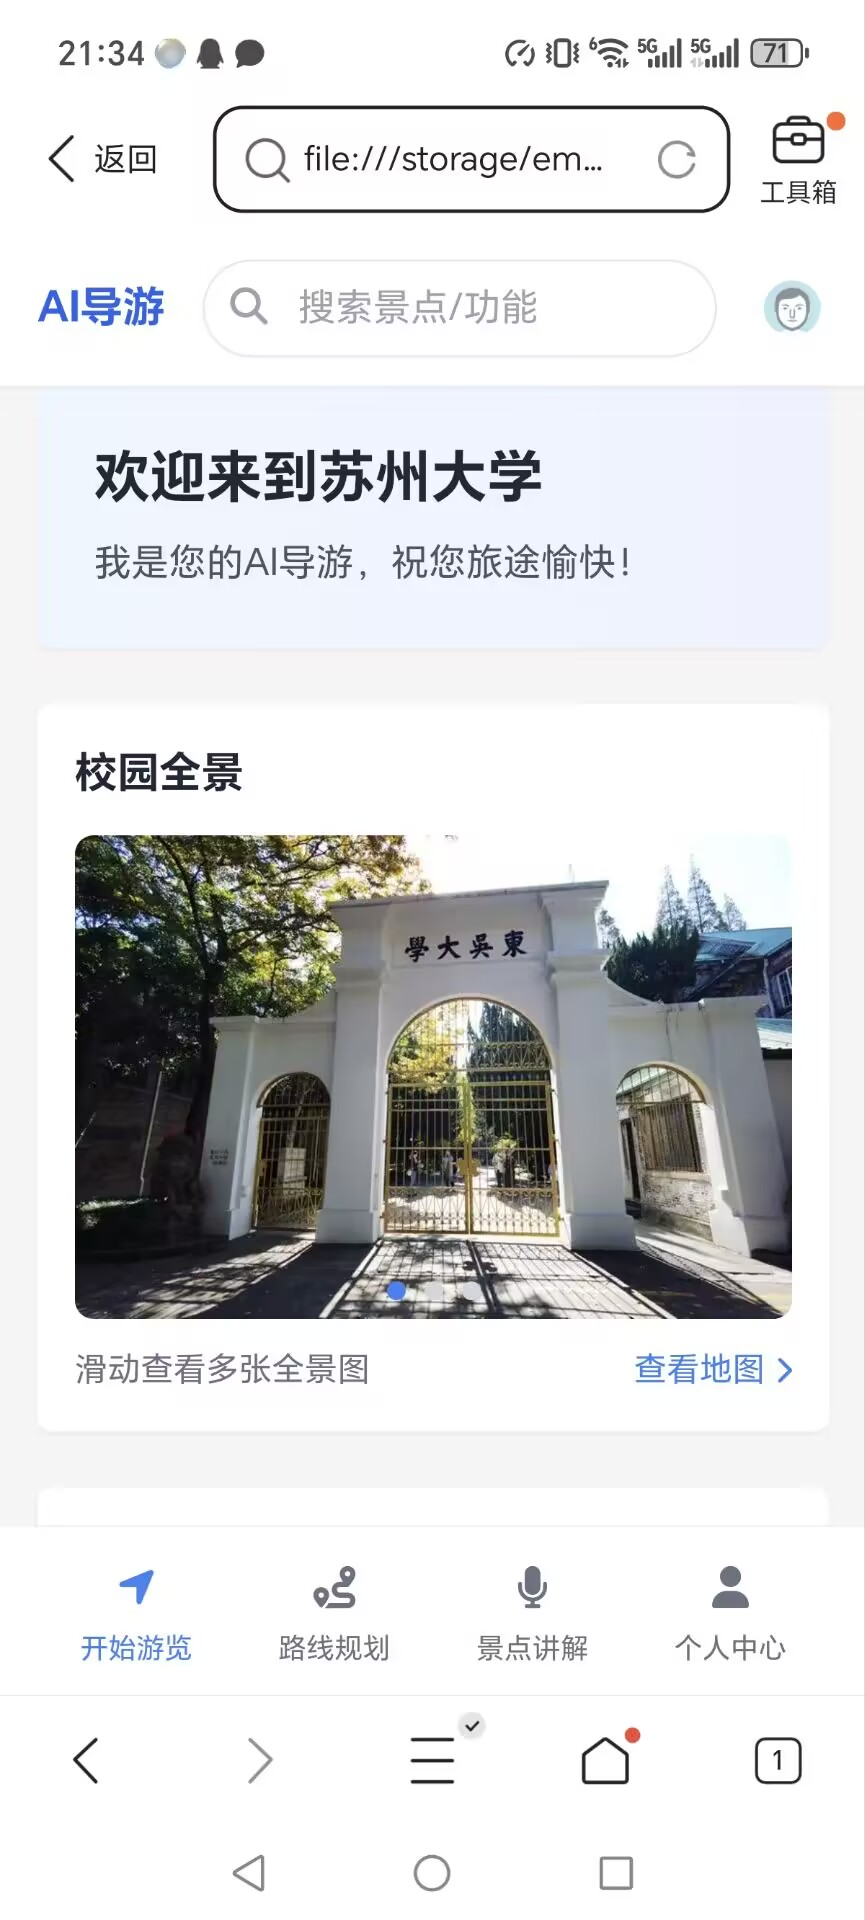 21:34
6
5G
5G
71
返回
file:///storage/em...
工具箱
AI导游
搜索景点/功能
欢迎来到苏州大学
我是您的AI导游，祝您旅途愉快！
校园全景
學大吳東
滑动查看多张全景图
查看地图
开始游览
路线规划
景点讲解
个人中心
1